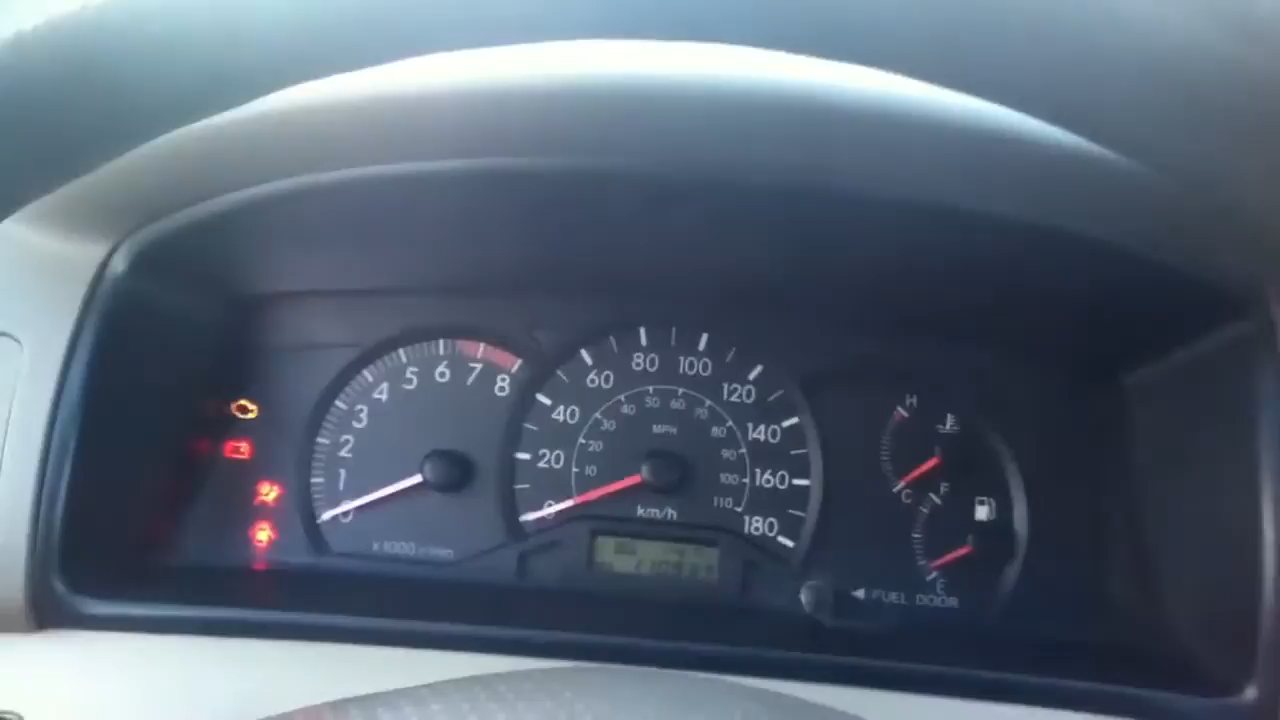 0 1 2 3 4 5 6 7 8
x1000 r/min
0 20 40 60 80 100 120 140 160 180
10 20 30 40 50 60 70 80 90 100 110
MPH
km/h
H
C
F
E
◀ FUEL DOOR